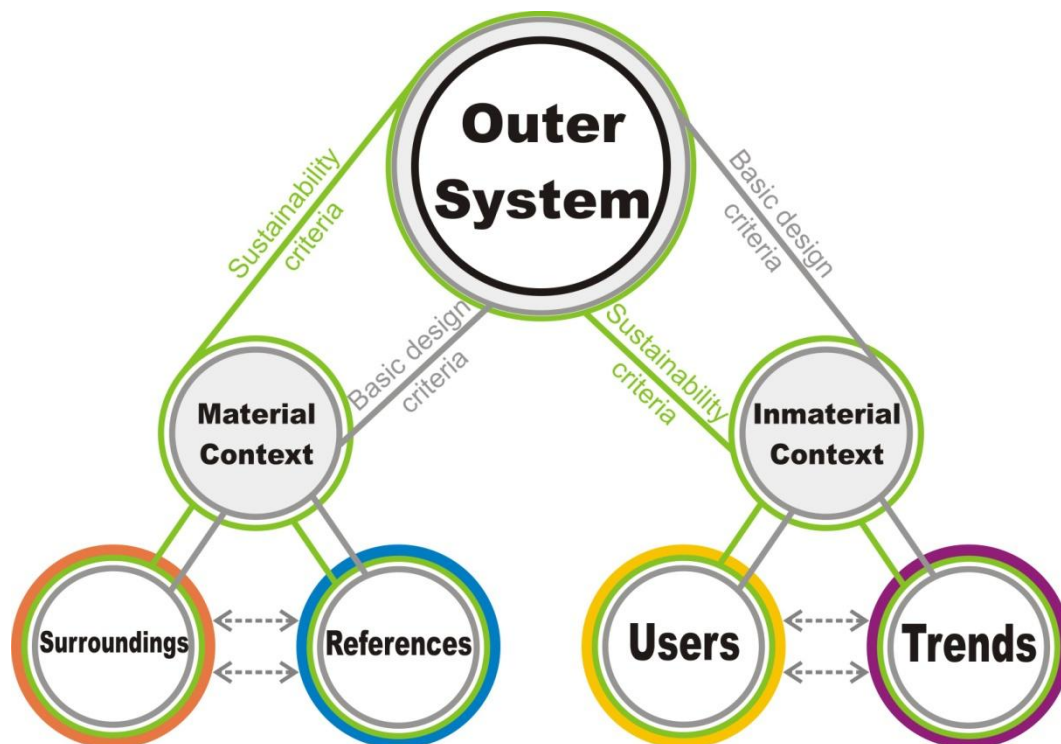 Outer
System
Sustainability
criteria
Basic design
criteria
Basic design
criteria
Sustainability
criteria
Material
Context
Inmaterial
Context
Surroundings
References
Users
Trends